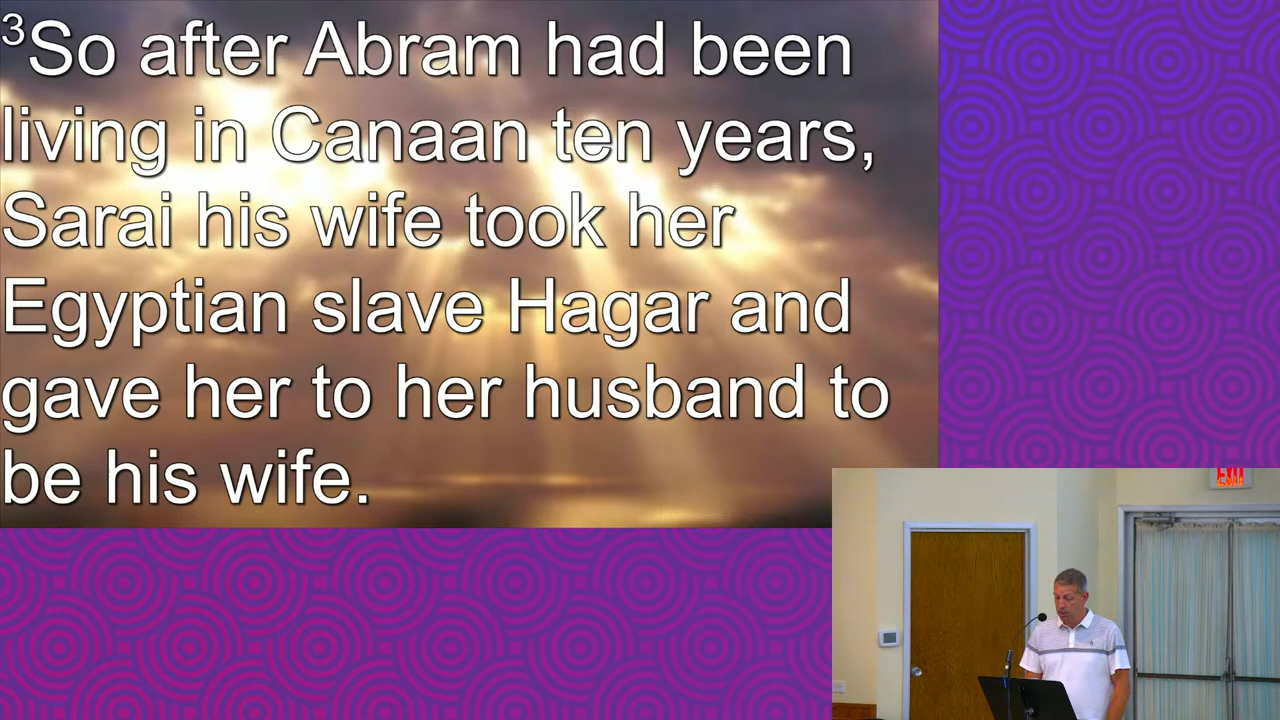 ³So after Abram had been
living in Canaan ten years,
Sarai his wife took her
Egyptian slave Hagar and
gave her to her husband to
be his wife.
EXIT